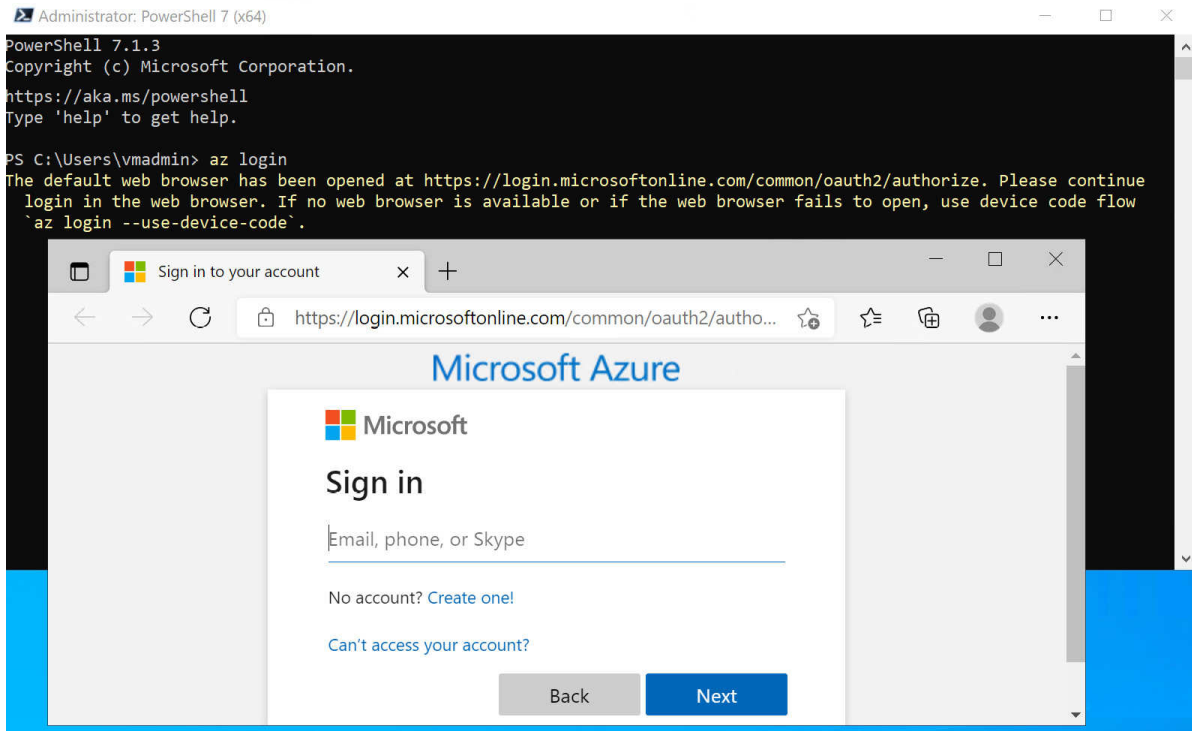 Administrator: PowerShell 7 (x64)
PowerShell 7.1.3
Copyright (c) Microsoft Corporation.
https://aka.ms/powershell
Type 'help' to get help.
PS C:\Users\vmadmin> az login
The default web browser has been opened at https://login.microsoftonline.com/common/oauth2/authorize. Please continue
login in the web browser. If no web browser is available or if the web browser fails to open, use device code flow
`az login --use-device-code`.
Sign in to your account
https://login.microsoftonline.com/common/oauth2/autho...
Microsoft Azure
Microsoft
Sign in
Email, phone, or Skype
No account? Create one!
Can't access your account?
Back
Next